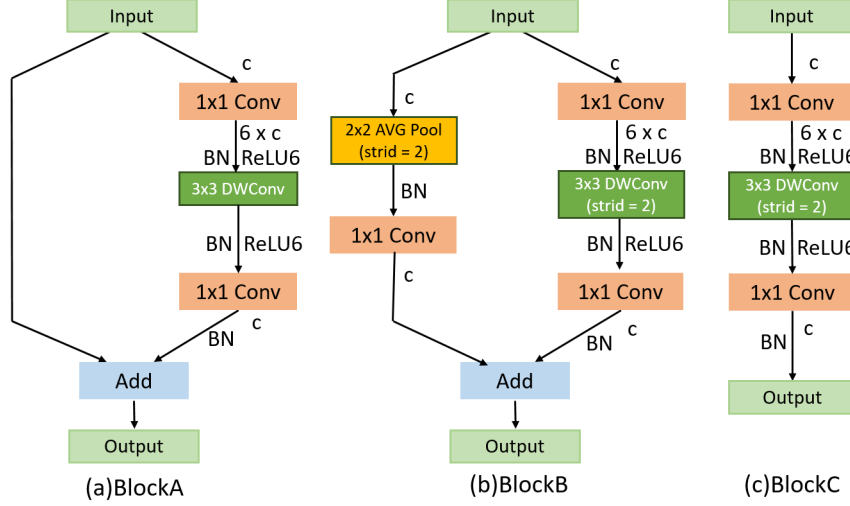 Input
c
1x1 Conv
6 x c
BN ReLU6
3x3 DWConv
BN ReLU6
1x1 Conv
c
BN
Add
Output
(a)BlockA
Input
c
c
2x2 AVG Pool
(strid = 2)
BN
1x1 Conv
c
1x1 Conv
6 x c
BN ReLU6
3x3 DWConv
(strid = 2)
BN ReLU6
1x1 Conv
c
BN
Add
Output
(b)BlockB
Input
c
1x1 Conv
6 x c
BN ReLU6
3x3 DWConv
(strid = 2)
BN ReLU6
1x1 Conv
BN c
Output
(c)BlockC